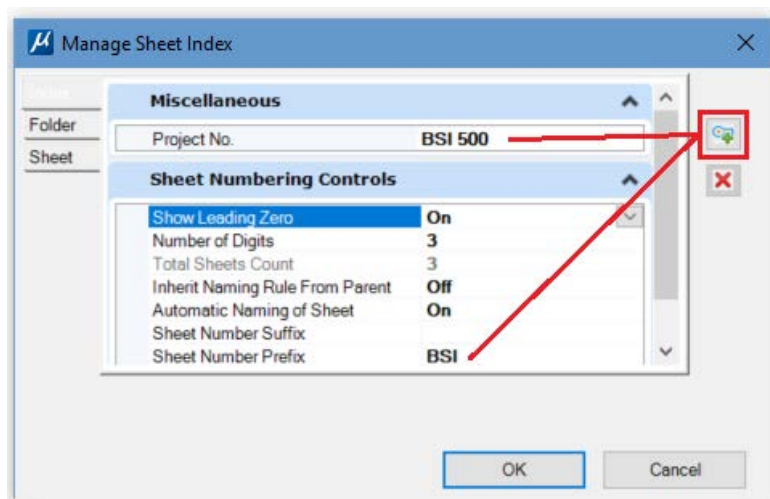 Manage Sheet Index
Folder
Sheet
Miscellaneous
Project No. BSI 500
Sheet Numbering Controls
Show Leading Zero On
Number of Digits 3
Total Sheets Count 3
Inherit Naming Rule From Parent Off
Automatic Naming of Sheet On
Sheet Number Suffix
Sheet Number Prefix BSI
OK Cancel